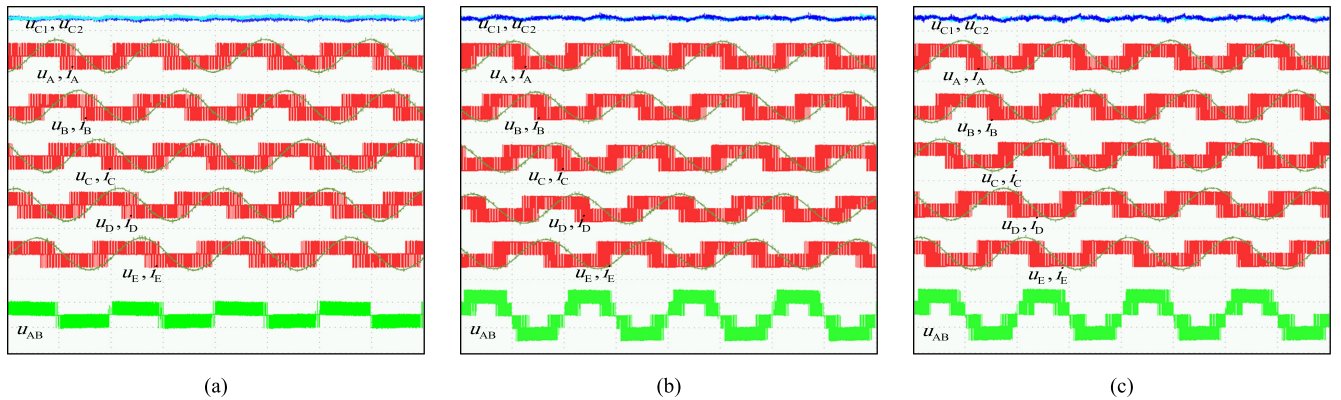 u_C1, u_C2
u_A, i_A
u_B, i_B
u_C, i_C
u_D, i_D
u_E, i_E
u_AB
(a)
u_C1, u_C2
u_A, i_A
u_B, i_B
u_C, i_C
u_D, i_D
u_E, i_E
u_AB
(b)
u_C1, u_C2
u_A, i_A
u_B, i_B
u_C, i_C
u_D, i_D
u_E, i_E
u_AB
(c)